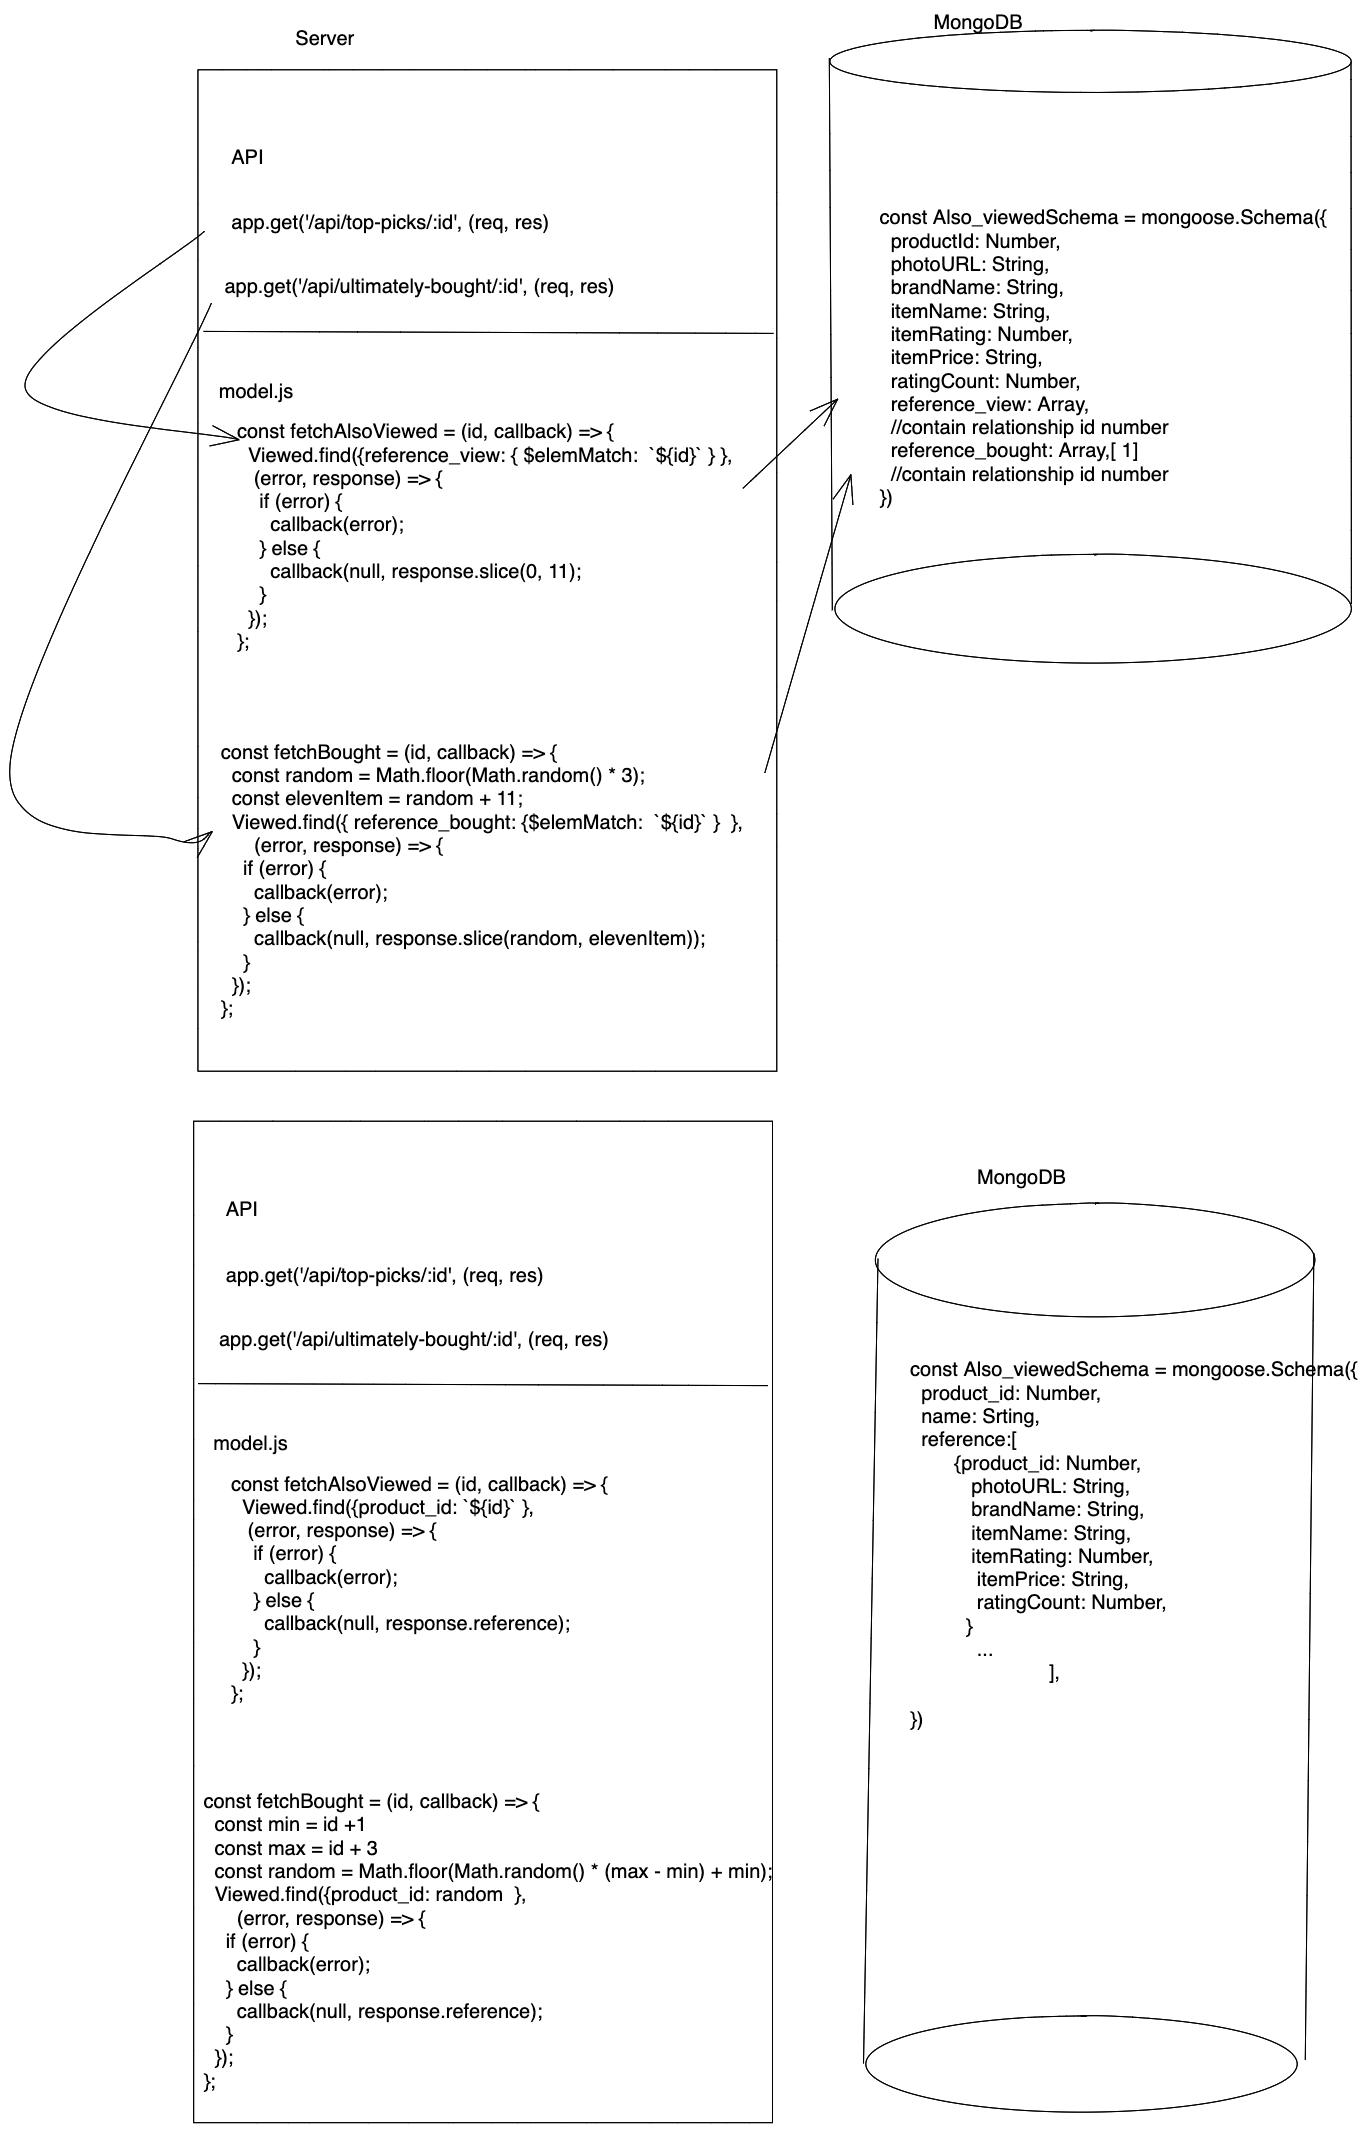 Server
API
app.get('/api/top-picks/:id', (req, res)
app.get('/api/ultimately-bought/:id', (req, res)
model.js
const fetchAlsoViewed = (id, callback) => {
Viewed.find({reference_view: { $elemMatch: `${id}` } },
(error, response) => {
if (error) {
callback(error);
} else {
callback(null, response.slice(0, 11);
}
});
};
const fetchBought = (id, callback) => {
const random = Math.floor(Math.random() * 3);
const elevenItem = random + 11;
Viewed.find({ reference_bought: {$elemMatch: `${id}` } },
(error, response) => {
if (error) {
callback(error);
} else {
callback(null, response.slice(random, elevenItem));
}
});
};
MongoDB
const Also_viewedSchema = mongoose.Schema({
productId: Number,
photoURL: String,
brandName: String,
itemName: String,
itemRating: Number,
itemPrice: String,
ratingCount: Number,
reference_view: Array,
//contain relationship id number
reference_bought: Array,[ 1]
//contain relationship id number
})
API
app.get('/api/top-picks/:id', (req, res)
app.get('/api/ultimately-bought/:id', (req, res)
model.js
const fetchAlsoViewed = (id, callback) => {
Viewed.find({product_id: `${id}` },
(error, response) => {
if (error) {
callback(error);
} else {
callback(null, response.reference);
}
});
};
const fetchBought = (id, callback) => {
const min = id +1
const max = id + 3
const random = Math.floor(Math.random() * (max - min) + min);
Viewed.find({product_id: random },
(error, response) => {
if (error) {
callback(error);
} else {
callback(null, response.reference);
}
});
};
MongoDB
const Also_viewedSchema = mongoose.Schema({
product_id: Number,
name: Srting,
reference:[
{product_id: Number,
photoURL: String,
brandName: String,
itemName: String,
itemRating: Number,
itemPrice: String,
ratingCount: Number,
}
...
],
})